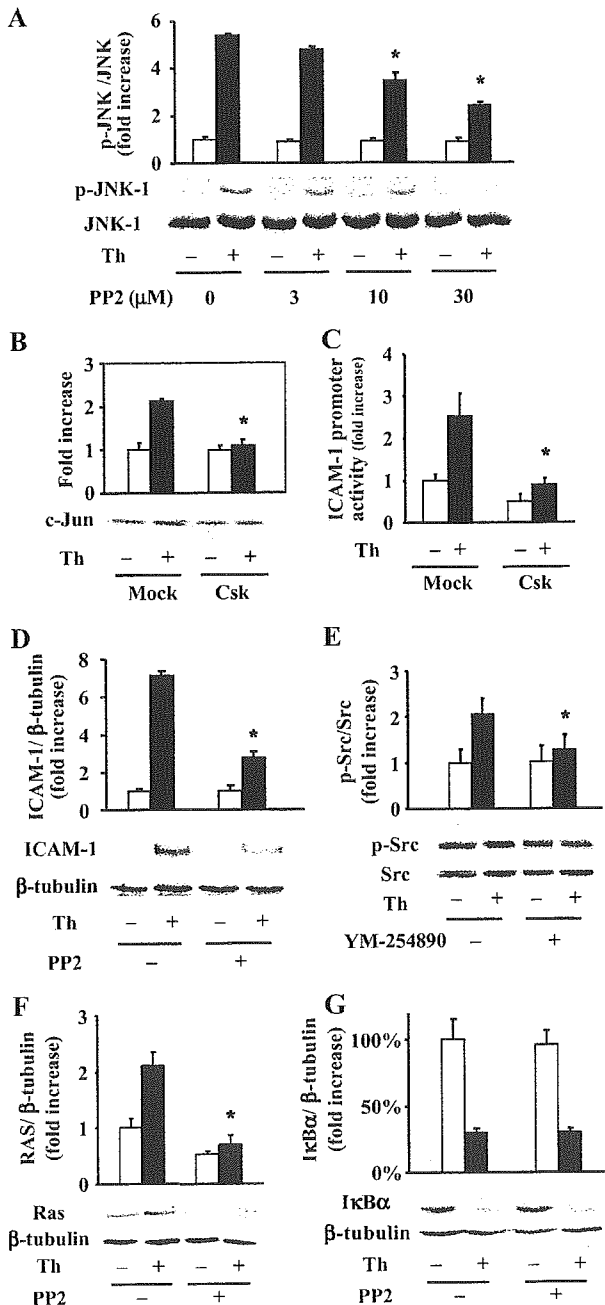 A
p-JNK /JNK
(fold increase)
6
4
2
0
*
*
p-JNK-1
JNK-1
Th – + – + – + – +
PP2 (μM) 0 3 10 30
B
Fold increase
3
2
1
0
*
c-Jun
Th – + – +
Mock Csk
C
ICAM-1 promoter
activity (fold increase)
4
3
2
1
0
*
Th – + – +
Mock Csk
D
ICAM-1/ β-tubulin
(fold increase)
8
6
4
2
0
*
ICAM-1
β-tubulin
Th – + – +
PP2 – +
E
p-Src/Src
(fold increase)
3
2
1
0
*
p-Src
Src
Th – + – +
YM-254890 – +
F
RAS/ β-tubulin
(fold increase)
3
2
1
0
*
Ras
β-tubulin
Th – + – +
PP2 – +
G
IκBα/ β-tubulin
(fold increase)
100%
50%
0%
IκBα
β-tubulin
Th – + – +
PP2 – +